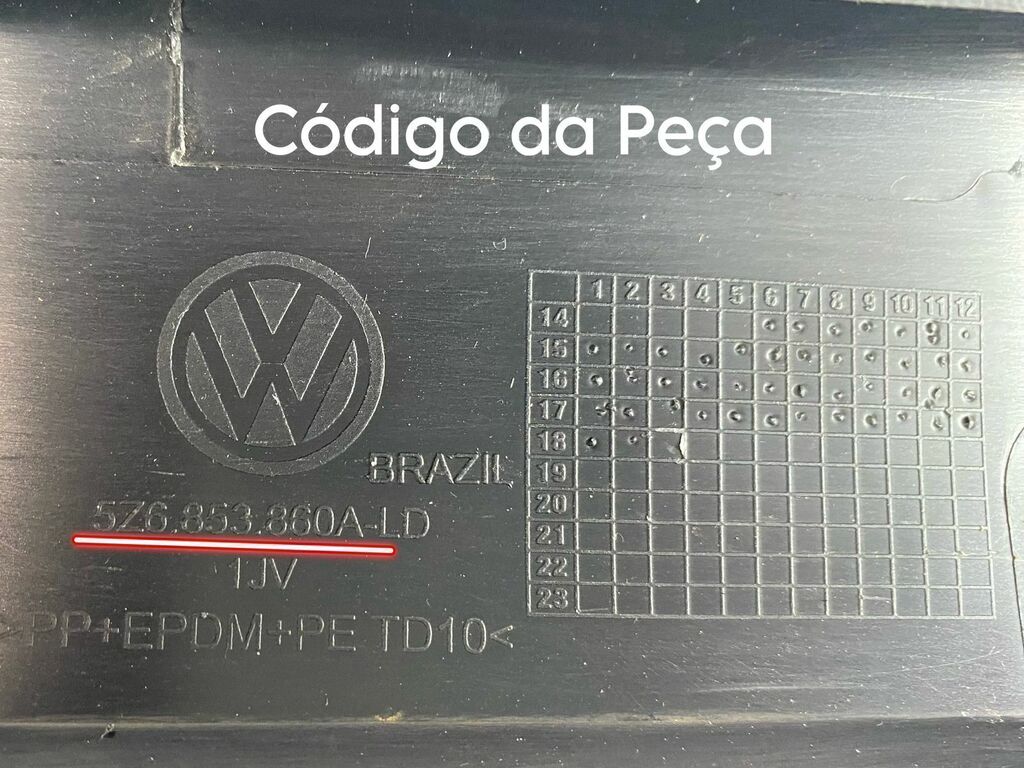 Código da Peça
BRAZIL
5Z6.853.860A-LD
1JV
>PP+EPDM+PE TD10<
1 2 3 4 5 6 7 8 9 10 11 12
14
15
16
17
18
19
20
21
22
23